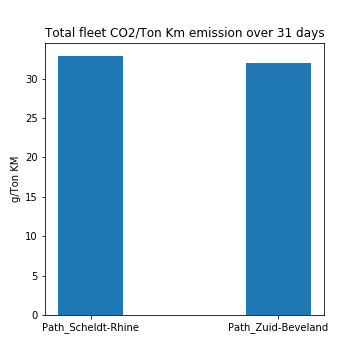 Total fleet CO2/Ton Km emission over 31 days
g/Ton KM
30
25
20
15
10
5
0
Path_Scheldt-Rhine
Path_Zuid-Beveland